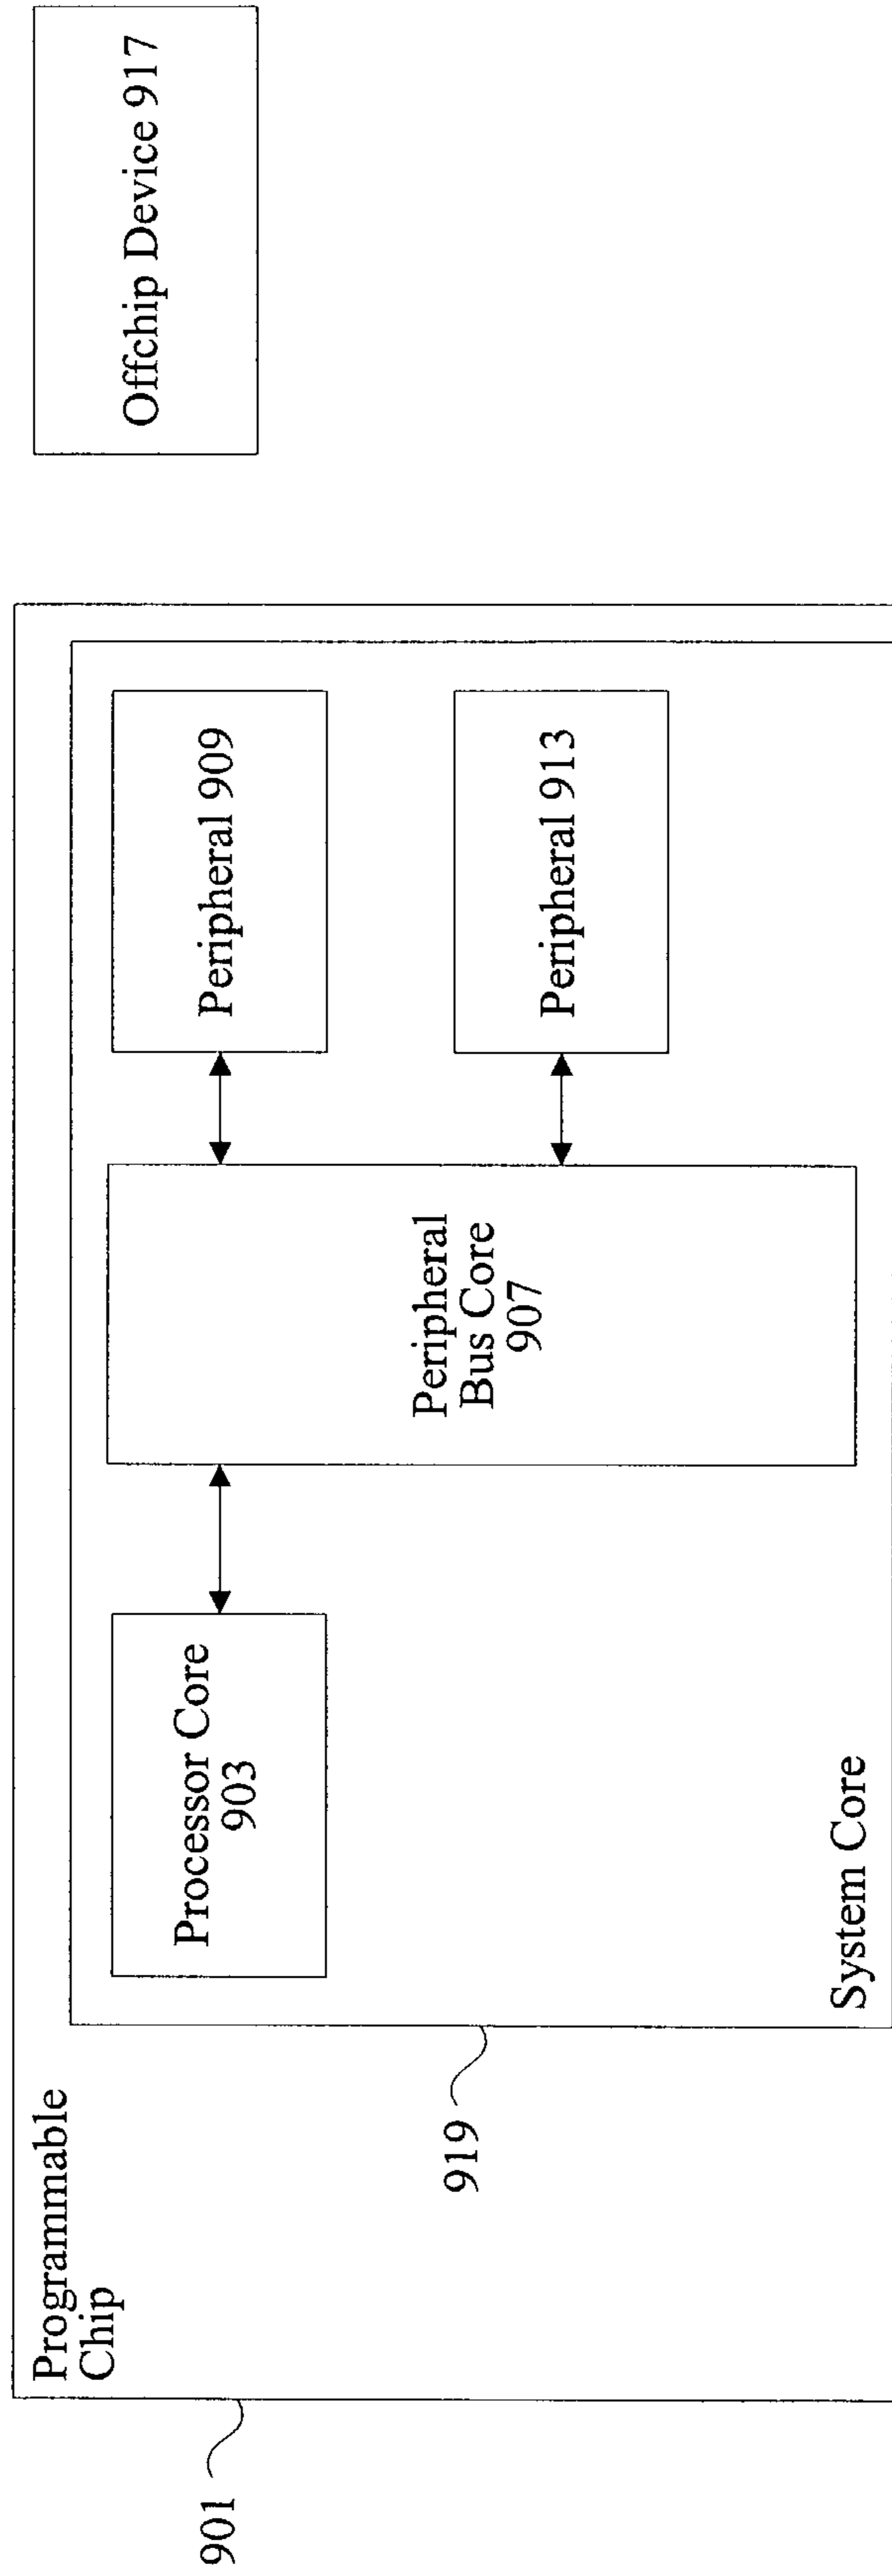 Programmable
Chip
901
919
Processor Core
903
Peripheral
Bus Core
907
Peripheral 909
Peripheral 913
System Core
Offchip Device 917